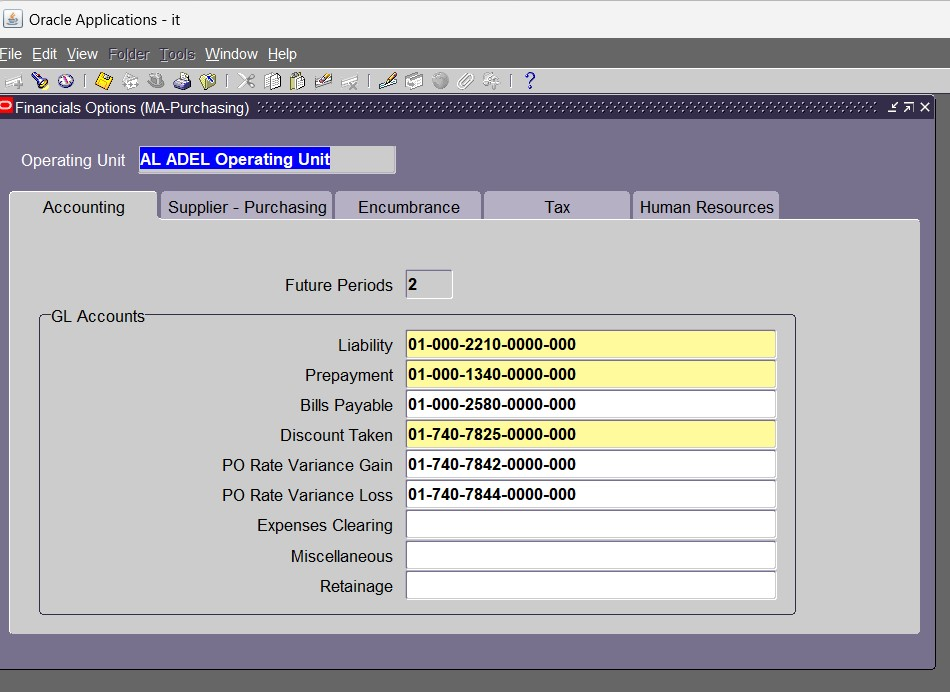 Oracle Applications - it
File Edit View Folder Tools Window Help
?
Financials Options (MA-Purchasing)
Operating Unit AL ADEL Operating Unit
Accounting Supplier - Purchasing Encumbrance Tax Human Resources
Future Periods 2
GL Accounts
Liability 01-000-2210-0000-000
Prepayment 01-000-1340-0000-000
Bills Payable 01-000-2580-0000-000
Discount Taken 01-740-7825-0000-000
PO Rate Variance Gain 01-740-7842-0000-000
PO Rate Variance Loss 01-740-7844-0000-000
Expenses Clearing
Miscellaneous
Retainage